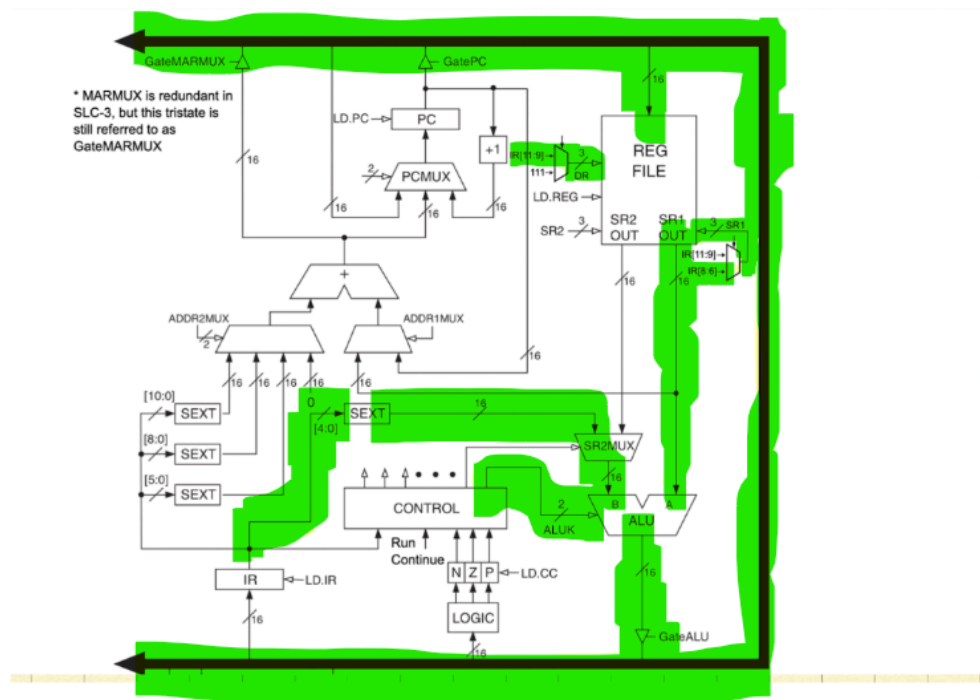 GateMARMUX
GatePC
* MARMUX is redundant in
SLC-3, but this tristate is
still referred to as
GateMARMUX
16
LD.PC
PC
+1
IR[11:9]
111
3
DR
16
REG
FILE
2
PCMUX
16
16
16
16
LD.REG
SR2
3
SR2
OUT
SR1
OUT
3
SR1
IR[11:9]
IR[8:6]
16
16
+
ADDR2MUX
2
ADDR1MUX
16
16
16
16
16
16
0
[10:0]
SEXT
[4:0]
SEXT
16
[8:0]
SEXT
SR2MUX
16
[5:0]
SEXT
CONTROL
2
ALUK
B
A
ALU
Run
Continue
IR
LD.IR
N
Z
P
LD.CC
16
LOGIC
16
16
GateALU